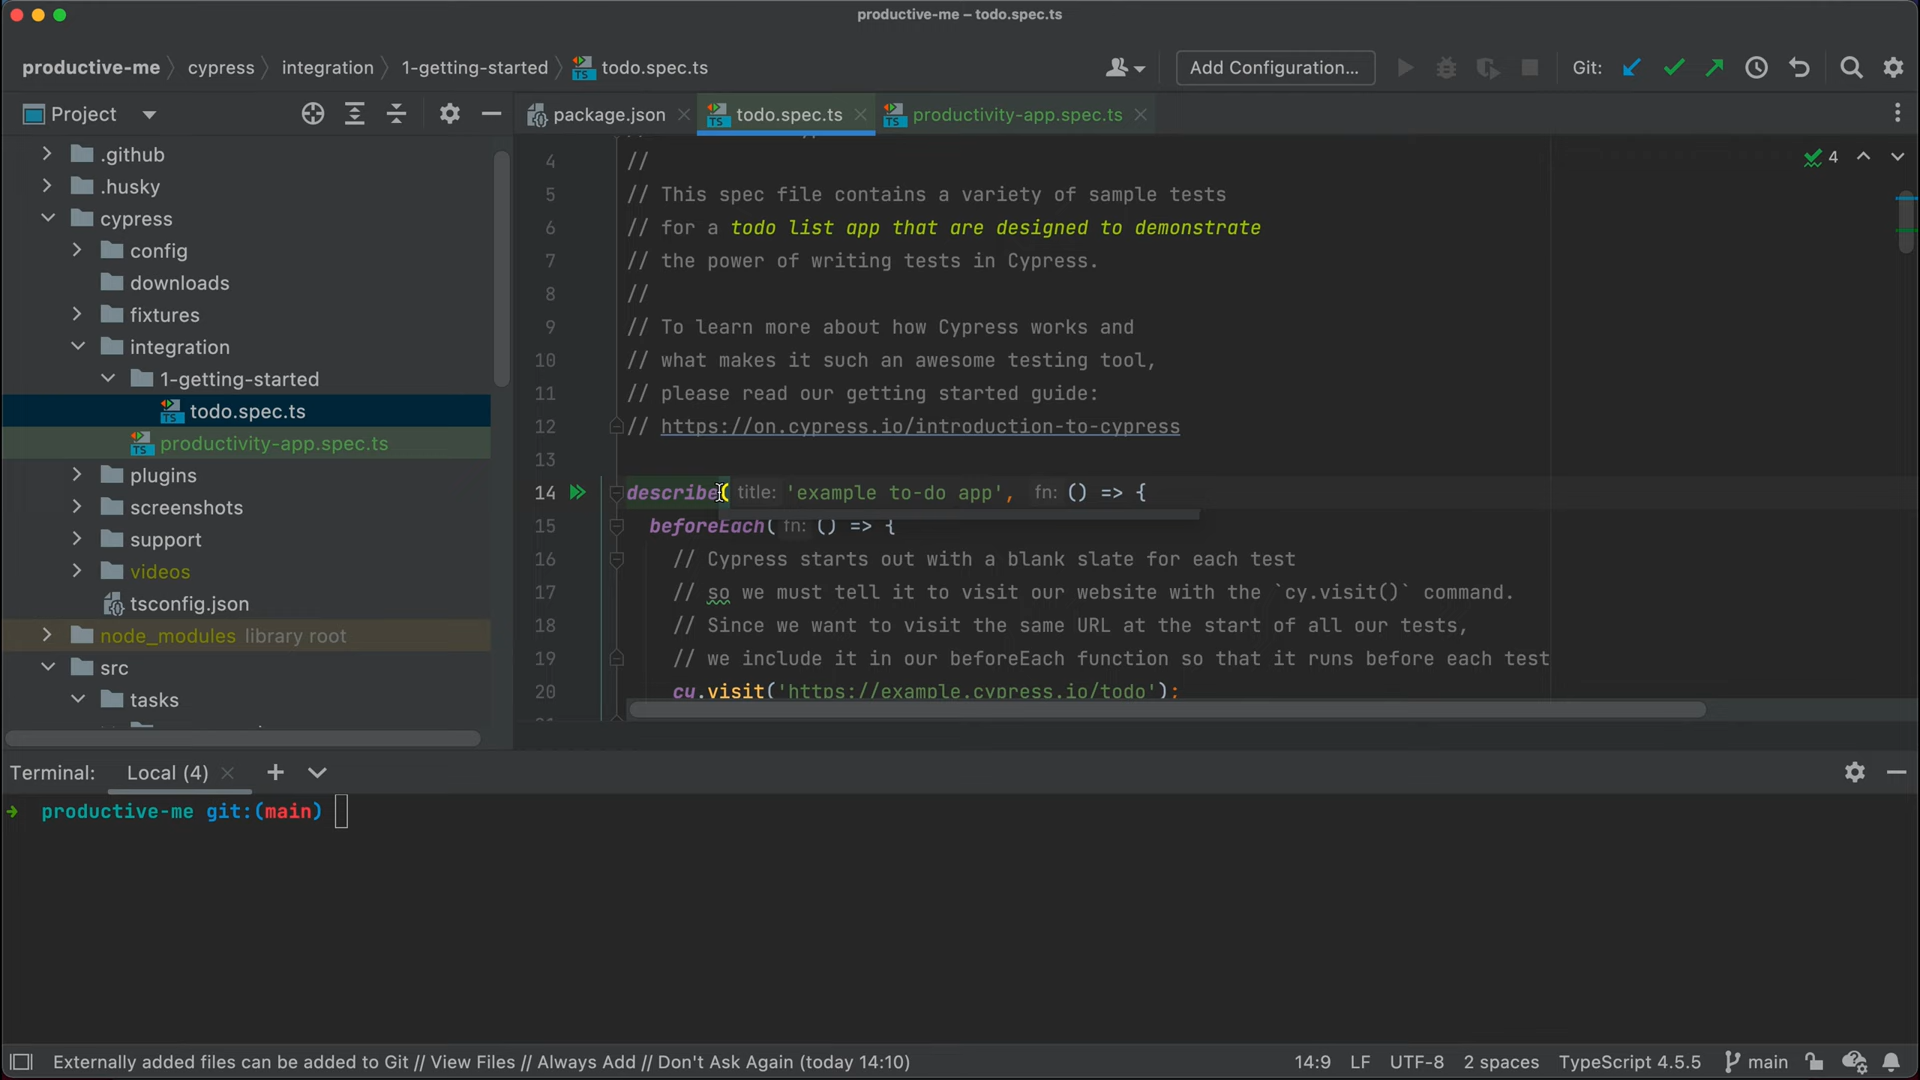 productive-me – todo.spec.ts
productive-me cypress integration 1-getting-started todo.spec.ts
Add Configuration...
Git:
Project
package.json
todo.spec.ts
productivity-app.spec.ts
.github
.husky
cypress
config
downloads
fixtures
integration
1-getting-started
todo.spec.ts
productivity-app.spec.ts
plugins
screenshots
support
videos
tsconfig.json
node_modules library root
src
tasks
4
4 //
5 // This spec file contains a variety of sample tests
6 // for a todo list app that are designed to demonstrate
7 // the power of writing tests in Cypress.
8 //
9 // To learn more about how Cypress works and
10 // what makes it such an awesome testing tool,
11 // please read our getting started guide:
12 // https://on.cypress.io/introduction-to-cypress
13
14 describe( title: 'example to-do app', fn: () => {
15 beforeEach( fn: () => {
16 // Cypress starts out with a blank slate for each test
17 // so we must tell it to visit our website with the `cy.visit()` command.
18 // Since we want to visit the same URL at the start of all our tests,
19 // we include it in our beforeEach function so that it runs before each test
20 cy.visit('https://example.cypress.io/todo');
Terminal: Local (4)
productive-me git:(main)
Externally added files can be added to Git // View Files // Always Add // Don't Ask Again (today 14:10)
14:9 LF UTF-8 2 spaces TypeScript 4.5.5 main